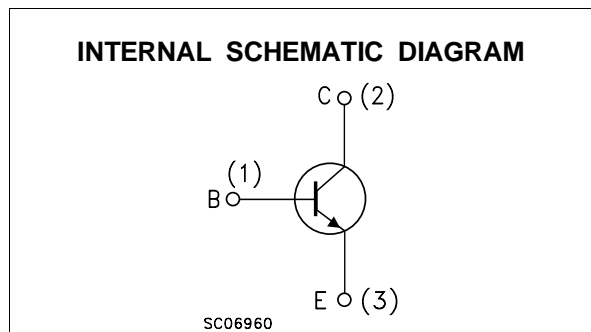 INTERNAL SCHEMATIC DIAGRAM
C (2)
(1)
B
E (3)
SC06960